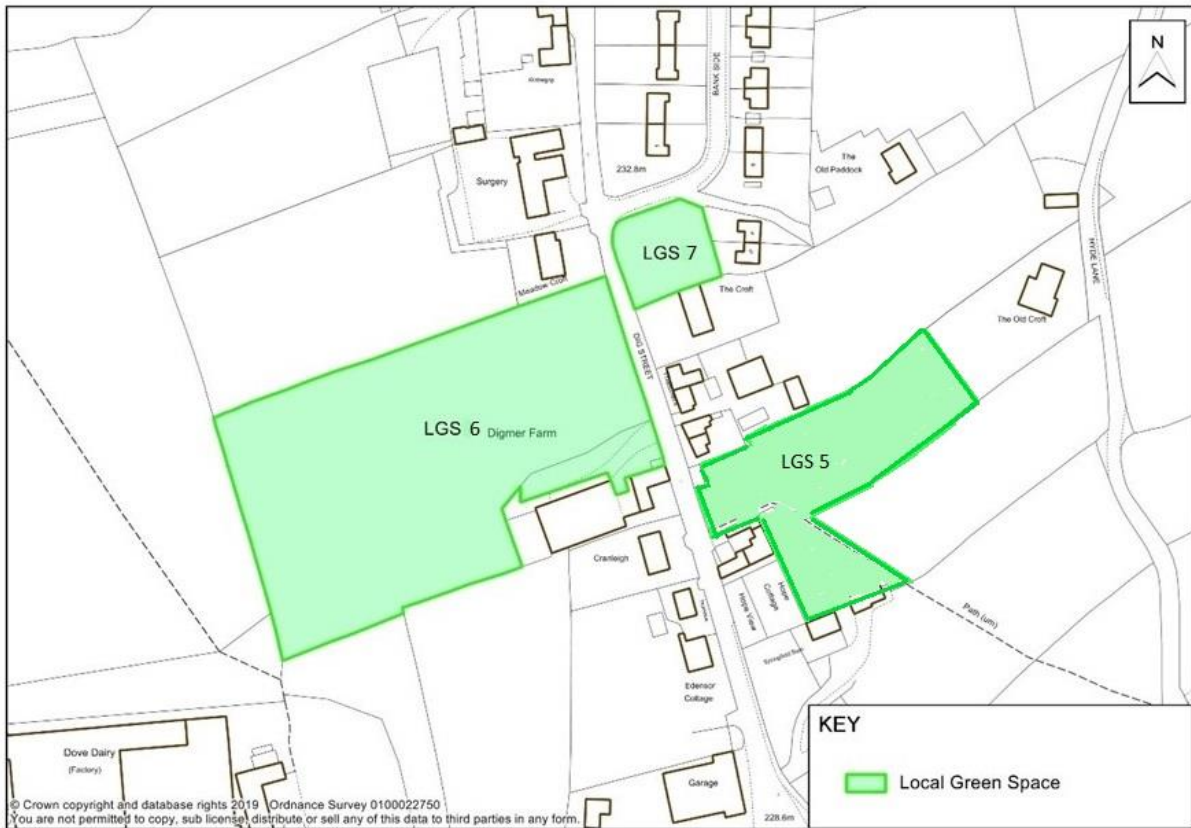 N
BANK SIDE
Surgery
232.8m
The
Old Paddock
HYDE LANE
LGS 7
Meadow Croft
The Croft
The Old Croft
DIG STREET
LGS 6
Digmer Farm
LGS 5
Cranleigh
Hope
Cottage
Hope View
Path (um)
Edensor
Cottage
KEY
Local Green Space
Dove Dairy
(Factory)
Garage
228.6m
© Crown copyright and database rights 2019 Ordnance Survey 0100022750
You are not permitted to copy, sub license, distribute or sell any of this data to third parties in any form.